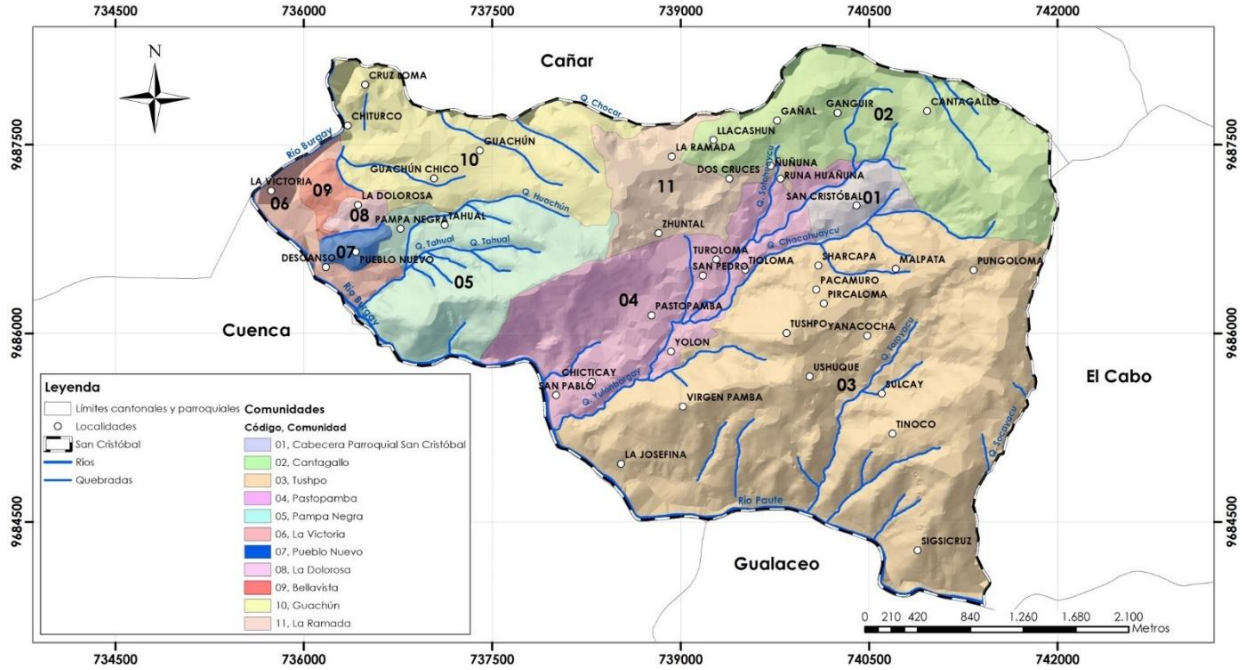 734500
736000
737500
739000
740500
742000
N
Cañar
CRUZ LOMA
Q. Chocar
CHITURCO
GAÑAL
GANGUIR
CANTAGALLO
02
9687500
9687500
Río Burgay
GUACHÚN
10
LLACASHUN
LA RAMADA
GUACHÚN CHICO
DOS CRUCES
ÑUÑUNA
RUNA HUAÑUNA
11
LA VICTORIA
09
06
LA DOLOROSA
08
Q. Huachún
SAN CRISTÓBAL
01
PAMPA NEGRA
TAHUAL
ZHUNTAL
Q. Chacahuaycu
Q. Tahual
Q. Tahual
07
DESCANSO
PUEBLO NUEVO
TUROLOMA
SAN PEDRO
TIOLOMA
SHARCAPA
MALPATA
PUNGOLOMA
05
04
PACAMURO
PIRCALOMA
Río Burgay
PASTOPAMBA
Cuenca
TUSHPO
YANACOCHA
9686000
9686000
YOLON
El Cabo
CHICTICAY
SAN PABLO
USHUQUE
03
SULCAY
VIRGEN PAMBA
TINOCO
LA JOSEFINA
Río Paute
9684500
9684500
SIGSICRUZ
Gualaceo
Leyenda
Límites cantonales y parroquiales
Localidades
San Cristóbal
Ríos
Quebradas
Comunidades
Código, Comunidad
01, Cabecera Parroquial San Cristóbal
02, Cantagallo
03, Tushpo
04, Pastopamba
05, Pampa Negra
06, La Victoria
07, Pueblo Nuevo
08, La Dolorosa
09, Bellavista
10, Guachún
11, La Ramada
0 210 420 840 1.260 1.680 2.100
Metros
734500
736000
737500
739000
740500
742000